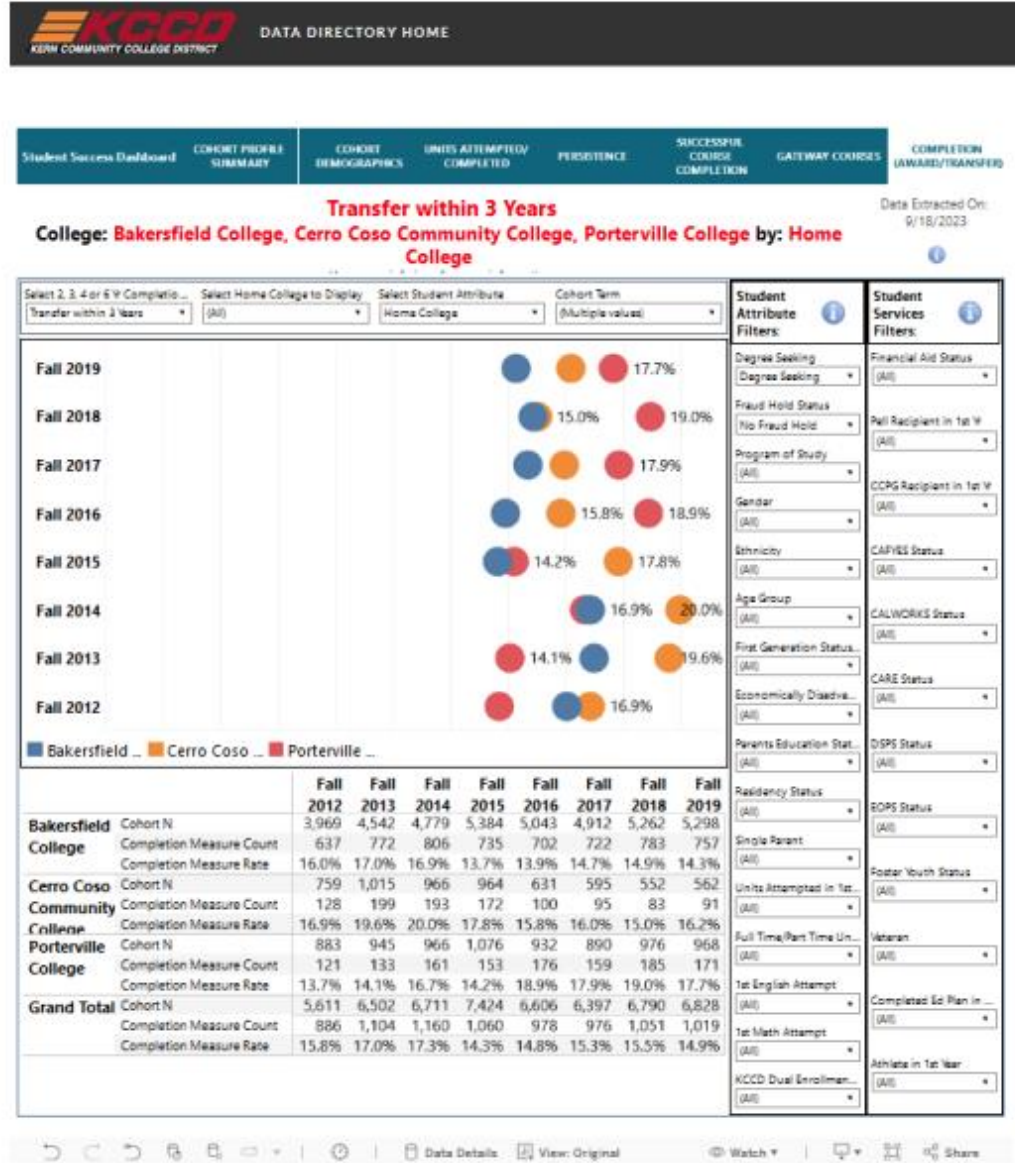 KCCD
KERN COMMUNITY COLLEGE DISTRICT
DATA DIRECTORY HOME
Student Success Dashboard
COHORT PROFILE SUMMARY
COHORT DEMOGRAPHICS
UNITS ATTEMPTED/ COMPLETED
PERSISTENCE
SUCCESSFUL COURSE COMPLETION
GATEWAY COURSES
COMPLETION (AWARD/TRANSFER)
Transfer within 3 Years
College: Bakersfield College, Cerro Coso Community College, Porterville College by: Home
College
Data Extracted On:
9/18/2023
Select 2, 3, 4 or 6 Y Completio... Select Home College to Display Select Student Attribute Cohort Term
Transfer within 3 Years (All) Home College (Multiple values)
Fall 2019 17.7%
Fall 2018 15.0% 19.0%
Fall 2017 17.9%
Fall 2016 15.8% 18.9%
Fall 2015 14.2% 17.8%
Fall 2014 16.9% 20.0%
Fall 2013 14.1% 19.6%
Fall 2012 16.9%
Bakersfield ... Cerro Coso ... Porterville ...
Fall Fall Fall Fall Fall Fall Fall Fall
2012 2013 2014 2015 2016 2017 2018 2019
Bakersfield College
Cohort N 3,969 4,542 4,779 5,384 5,043 4,912 5,262 5,298
Completion Measure Count 637 772 806 735 702 722 783 757
Completion Measure Rate 16.0% 17.0% 16.9% 13.7% 13.9% 14.7% 14.9% 14.3%
Cerro Coso Community College
Cohort N 759 1,015 966 964 631 595 552 562
Completion Measure Count 128 199 193 172 100 95 83 91
Completion Measure Rate 16.9% 19.6% 20.0% 17.8% 15.8% 16.0% 15.0% 16.2%
Porterville College
Cohort N 883 945 966 1,076 932 890 976 968
Completion Measure Count 121 133 161 153 176 159 185 171
Completion Measure Rate 13.7% 14.1% 16.7% 14.2% 18.9% 17.9% 19.0% 17.7%
Grand Total
Cohort N 5,611 6,502 6,711 7,424 6,606 6,397 6,790 6,828
Completion Measure Count 886 1,104 1,160 1,060 978 976 1,051 1,019
Completion Measure Rate 15.8% 17.0% 17.3% 14.3% 14.8% 15.3% 15.5% 14.9%
Student
Attribute
Filters:
Degree Seeking
Degree Seeking
Fraud Hold Status
No Fraud Hold
Program of Study
(All)
Gender
(All)
Ethnicity
(All)
Age Group
(All)
First Generation Status...
(All)
Economically Disadva...
(All)
Parents Education Stat...
(All)
Residency Status
(All)
Single Parent
(All)
Units Attempted in 1st...
(All)
Full Time/Part Time Un...
(All)
1st English Attempt
(All)
1st Math Attempt
(All)
KCCD Dual Enrollmen...
(All)
Student
Services
Filters:
Financial Aid Status
(All)
Pell Recipient in 1st Y
(All)
CCPG Recipient in 1st Y
(All)
CAFYES Status
(All)
CALWORKS Status
(All)
CARE Status
(All)
DSPS Status
(All)
EOPS Status
(All)
Foster Youth Status
(All)
Veteran
(All)
Completed Ed Plan in ...
(All)
Athlete in 1st Year
(All)
Data Details View: Original Watch Share